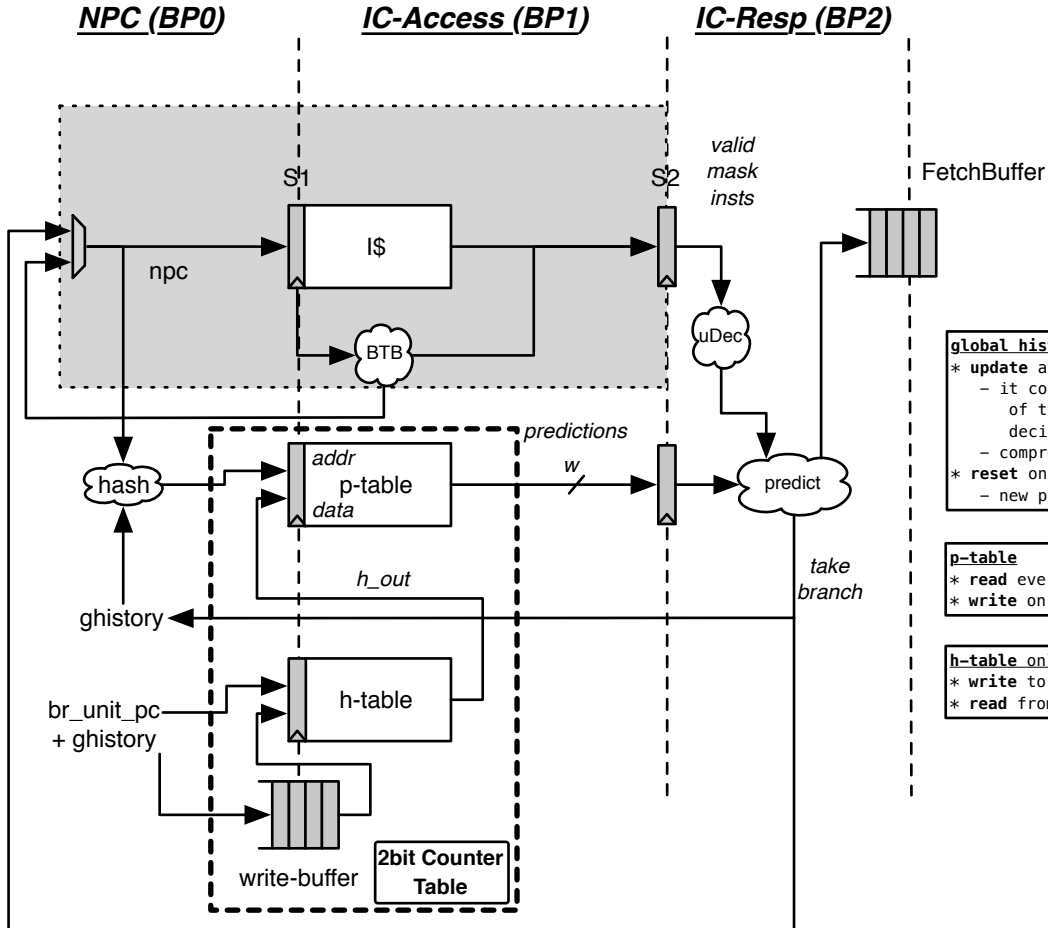 NPC (BP0)
IC-Access (BP1)
IC-Resp (BP2)
valid
mask
insts
FetchBuffer
S1
S2
I$
npc
uDec
BTB
predictions
w
hash
addr
p-table
data
predict
h_out
take
branch
ghistory
h-table
br_unit_pc
+ ghistory
write-buffer
2bit Counter
Table
global his
* update a
– it co
of t
deci
– compr
* reset on
– new p
p-table
* read eve
* write on
h-table on
* write to
* read from